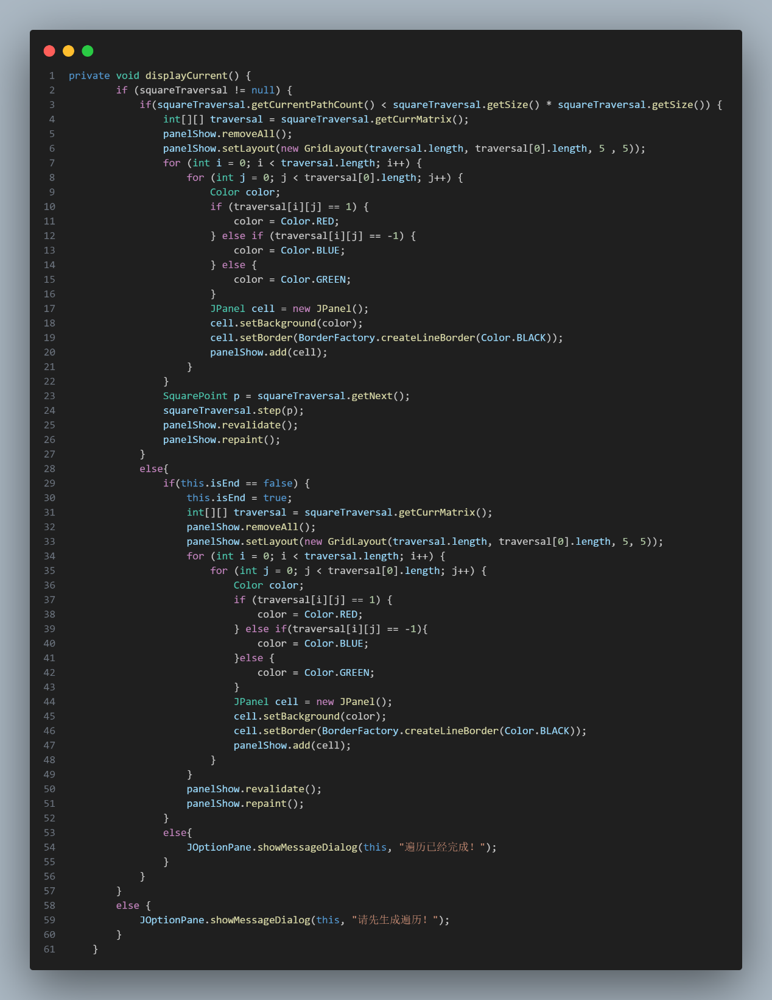 1 private void displayCurrent() {
2         if (squareTraversal != null) {
3             if(squareTraversal.getCurrentPathCount() < squareTraversal.getSize() * squareTraversal.getSize()) {
4                 int[][] traversal = squareTraversal.getCurrMatrix();
5                 panelShow.removeAll();
6                 panelShow.setLayout(new GridLayout(traversal.length, traversal[0].length, 5 , 5));
7                 for (int i = 0; i < traversal.length; i++) {
8                     for (int j = 0; j < traversal[0].length; j++) {
9                         Color color;
10                         if (traversal[i][j] == 1) {
11                             color = Color.RED;
12                         } else if (traversal[i][j] == -1) {
13                             color = Color.BLUE;
14                         } else {
15                             color = Color.GREEN;
16                         }
17                         JPanel cell = new JPanel();
18                         cell.setBackground(color);
19                         cell.setBorder(BorderFactory.createLineBorder(Color.BLACK));
20                         panelShow.add(cell);
21                     }
22                 }
23                 SquarePoint p = squareTraversal.getNext();
24                 squareTraversal.step(p);
25                 panelShow.revalidate();
26                 panelShow.repaint();
27             }
28             else{
29                 if(this.isEnd == false) {
30                     this.isEnd = true;
31                     int[][] traversal = squareTraversal.getCurrMatrix();
32                     panelShow.removeAll();
33                     panelShow.setLayout(new GridLayout(traversal.length, traversal[0].length, 5, 5));
34                     for (int i = 0; i < traversal.length; i++) {
35                         for (int j = 0; j < traversal[0].length; j++) {
36                             Color color;
37                             if (traversal[i][j] == 1) {
38                                 color = Color.RED;
39                             } else if(traversal[i][j] == -1){
40                                 color = Color.BLUE;
41                             }else {
42                                 color = Color.GREEN;
43                             }
44                             JPanel cell = new JPanel();
45                             cell.setBackground(color);
46                             cell.setBorder(BorderFactory.createLineBorder(Color.BLACK));
47                             panelShow.add(cell);
48                         }
49                     }
50                     panelShow.revalidate();
51                     panelShow.repaint();
52                 }
53                 else{
54                     JOptionPane.showMessageDialog(this, "遍历已经完成！");
55                 }
56             }
57         }
58         else {
59             JOptionPane.showMessageDialog(this, "请先生成遍历！");
60         }
61     }